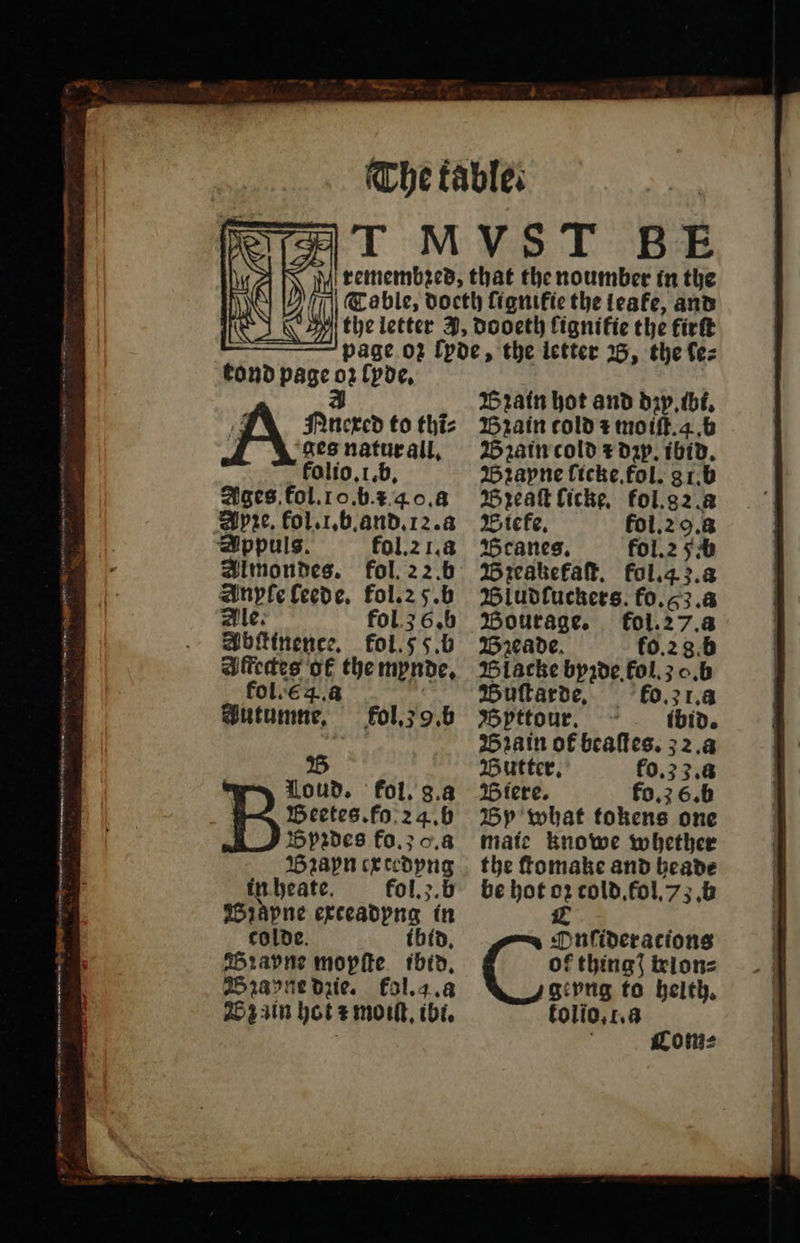 The table.
IT MVST BE
remembred, that the noumber in the
Table, docth signifie the leafe, and
the letter A, dooeth signifie the first
page or syde, the letter B, the se=
cond page or syde.
A
Annexed to thi=
ges naturall,
folio.1.b,
Ages.fol.10.b.⁊.40.a
Ayre. fol.1.b.and.12.a
Appuls. fol.21.a
Almondes. fol.22.b
Anyse seede. fol.25.b
Ale. fol.36.b
Abstinence. fol.55.b
Affectes of the mynde,
fol.64.a
Autumne, fol.39.b
B
Bloud. fol. 8.a
Beetes.fo.24.b
Byrdes fo.30.a
Brayn excedyng
in heate. fol.3.b
Brayne exceadyng in
colde. ibid,
Brayne moyste ibid.
Brayne drie. fol.4.a
Brain hot ⁊ moist, ibi.
Brain hot and dry.ibi,
Brain cold ⁊ moist.4.b
Brain cold ⁊ dry. ibid.
Brayne sicke.fol. 81.b
Breast sicke, fol.82.a
Biefe, fol.29.a
Beanes, fol.25.b
Breakefast. fol.43.a
Bludsuckers. fo.63.a
Bourage. fol.27.a
Breade. fo.28.b
Blacke byrde.fol.30.b
Bustarde, fo.31.a
Byttour. ibid.
Brain of beastes. 32.a
Butter, fo.33.a
Biere. fo.36.b
By what tokens one
maie knowe whether
the stomake and heade
be hot or cold.fol.73.b
C
Consideracions
of thinges belon=
gyng to helth,
folio,1.a
Com=